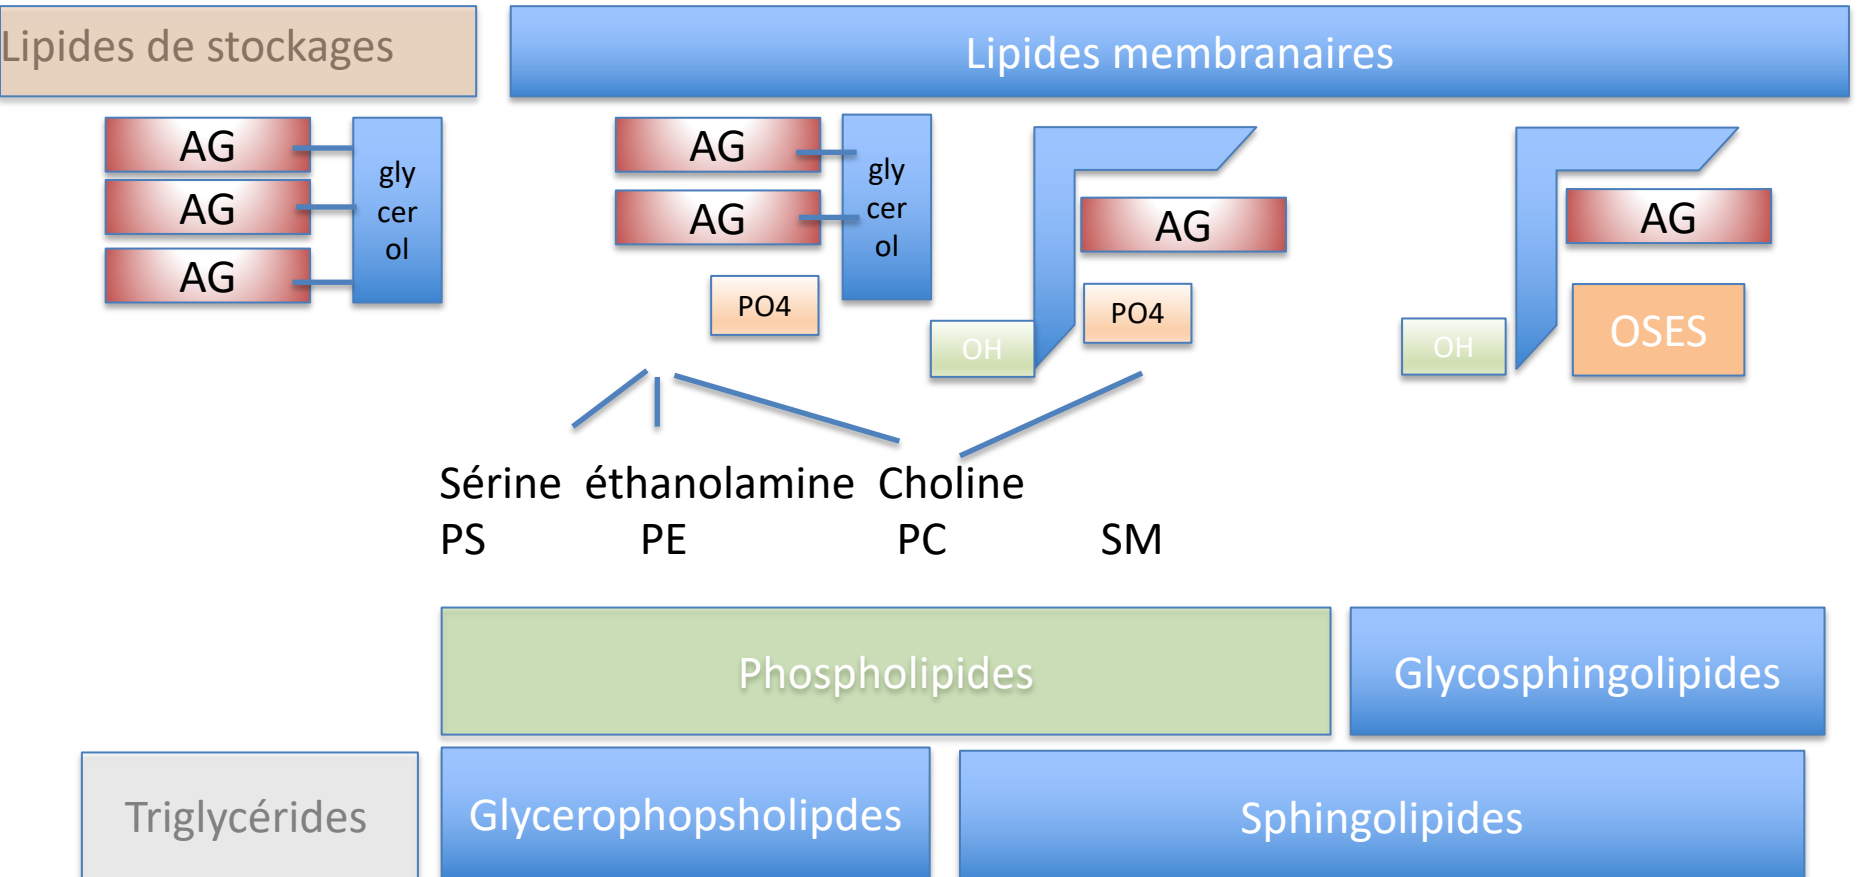 Lipides de stockages
Lipides membranaires
AG
AG
AG
gly
cer
ol
AG
AG
gly
cer
ol
PO4
AG
PO4
OH
AG
OSES
OH
Sérine éthanolamine Choline
PS PE PC SM
Phospholipides
Glycosphingolipides
Triglycérides
Glycerophopsholipdes
Sphingolipides